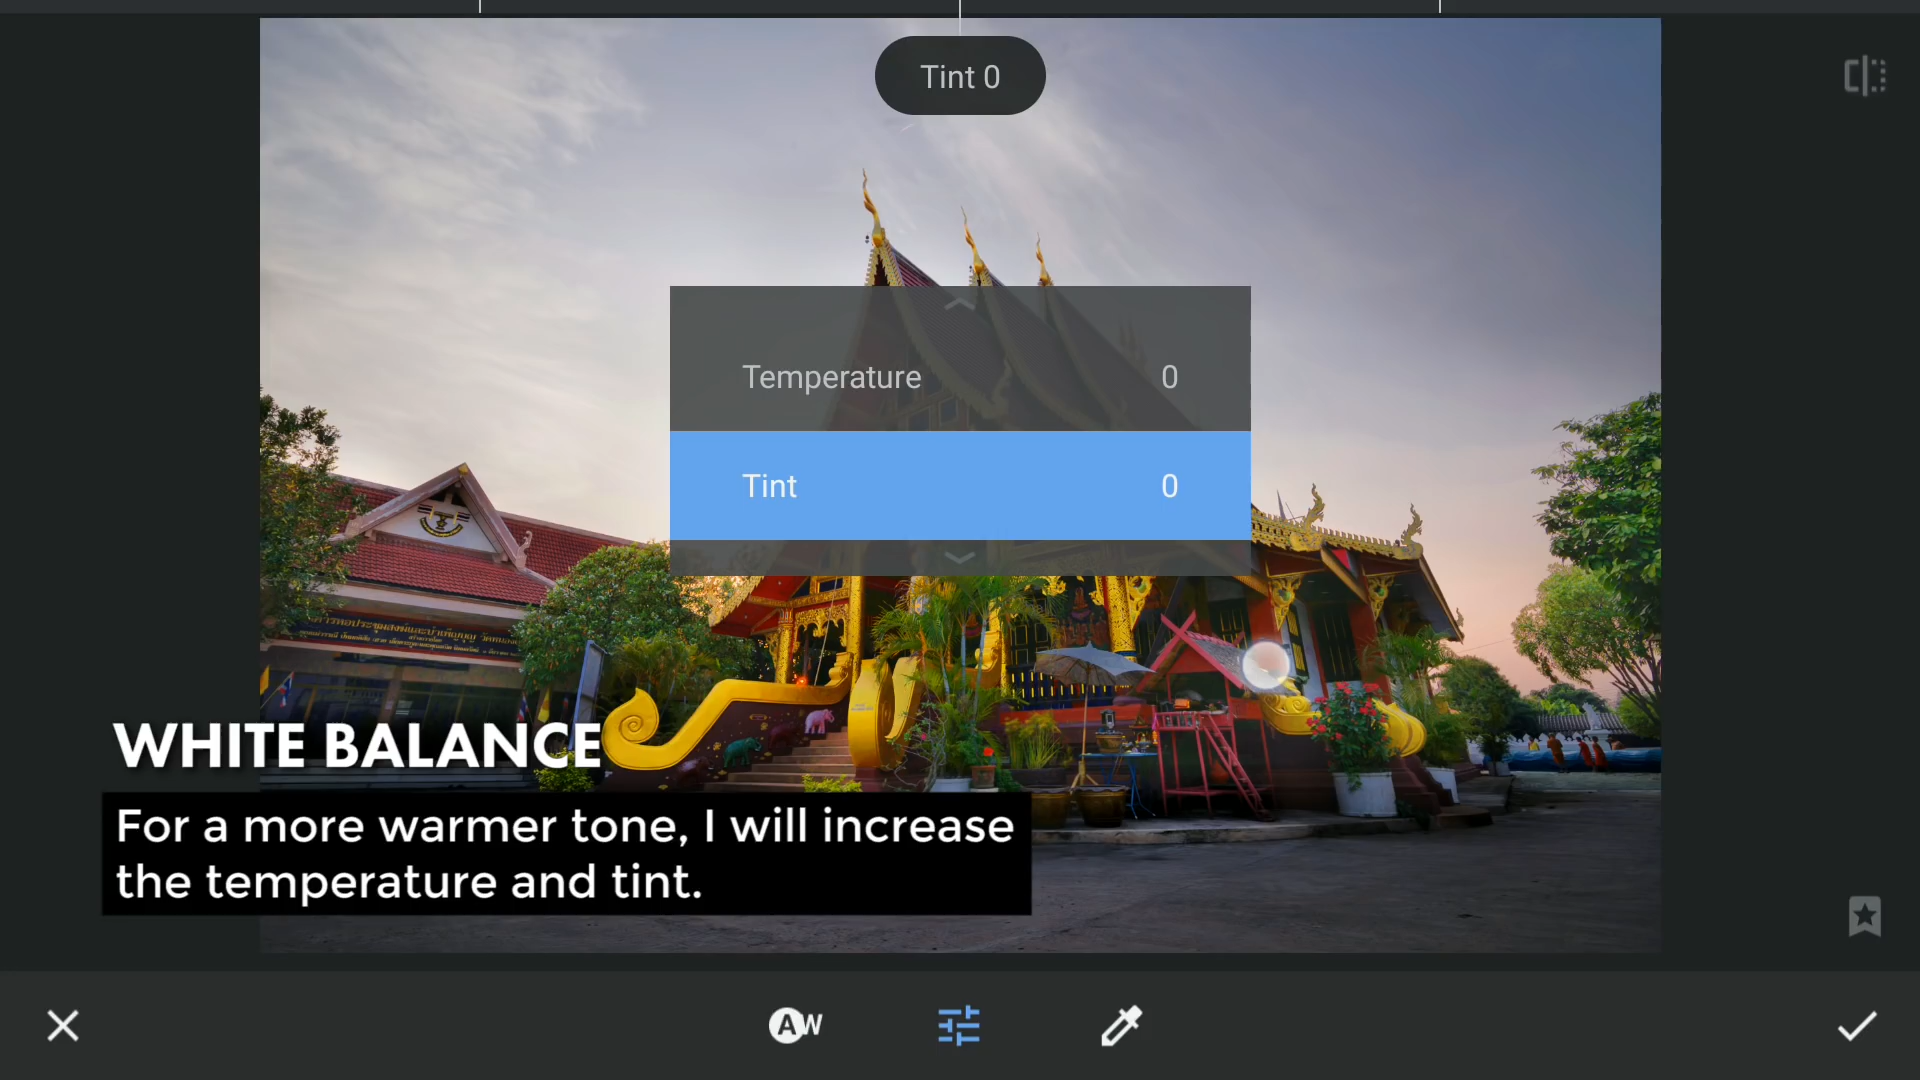 Tint 0
Temperature 0
Tint 0
WHITE BALANCE
For a more warmer tone, I will increase
the temperature and tint.
AW